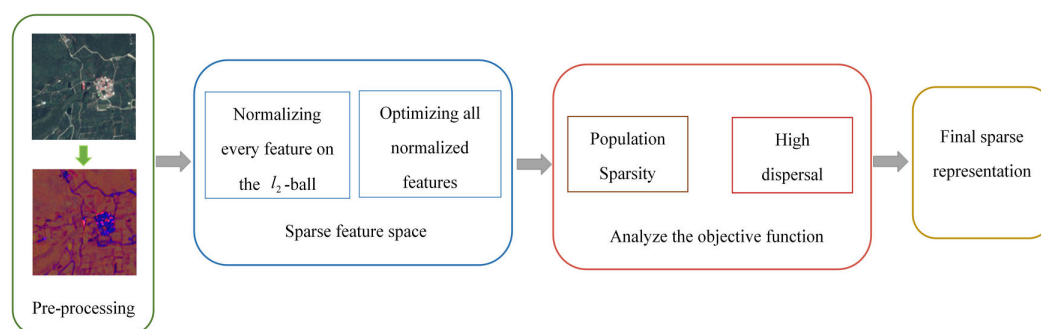 Pre-processing
Normalizing
every feature on
the l₂-ball
Optimizing all
normalized
features
Sparse feature space
Population
Sparsity
High
dispersal
Analyze the objective function
Final sparse
representation